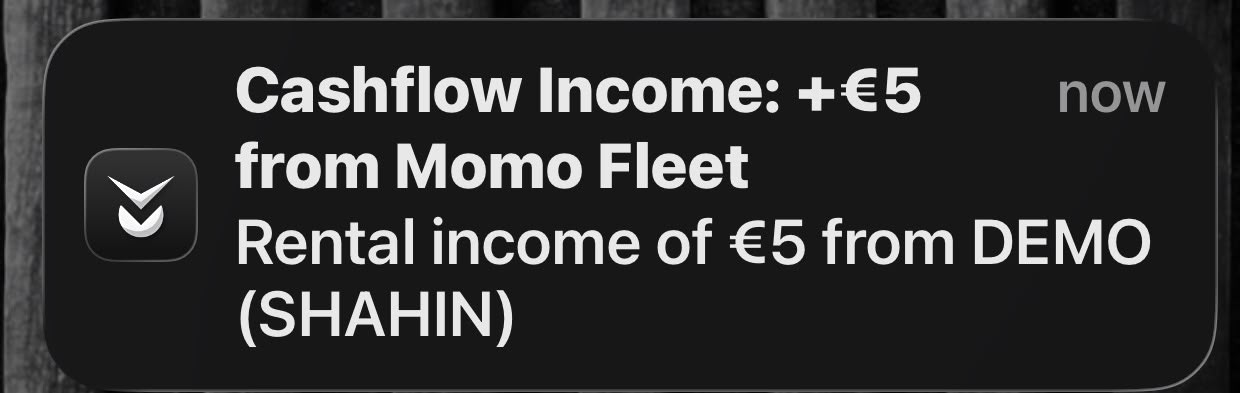 Cashflow Income: +€5
now
from Momo Fleet
Rental income of €5 from DEMO
(SHAHIN)